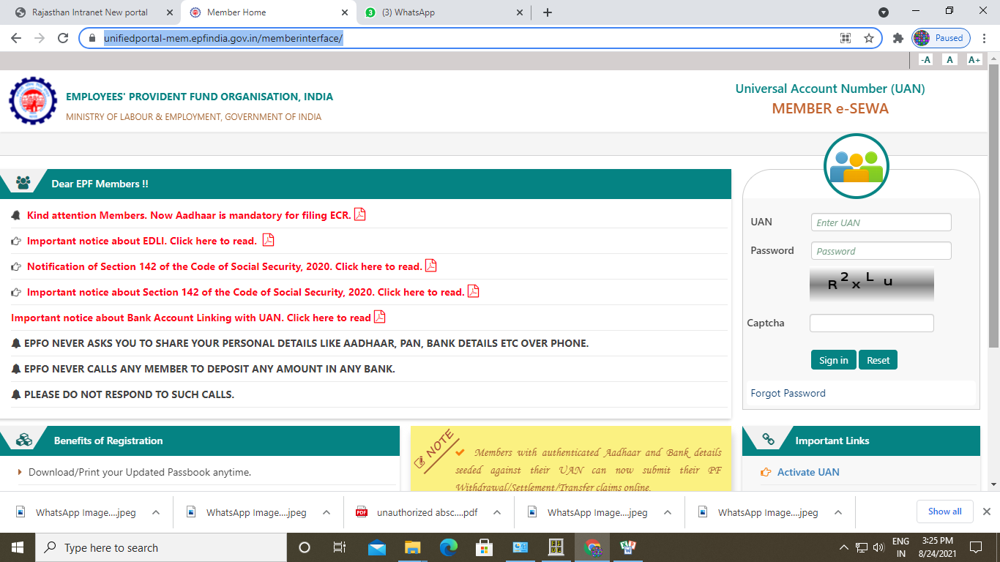 Rajasthan Intranet New portal
Member Home
(3) WhatsApp
unifiedportal-mem.epfindia.gov.in/memberinterface/
Paused
-A A A+
EMPLOYEES' PROVIDENT FUND ORGANISATION, INDIA
MINISTRY OF LABOUR & EMPLOYMENT, GOVERNMENT OF INDIA
Universal Account Number (UAN)
MEMBER e-SEWA
Dear EPF Members !!
Kind attention Members. Now Aadhaar is mandatory for filing ECR.
Important notice about EDLI. Click here to read.
Notification of Section 142 of the Code of Social Security, 2020. Click here to read.
Important notice about Section 142 of the Code of Social Security, 2020. Click here to read.
Important notice about Bank Account Linking with UAN. Click here to read
EPFO NEVER ASKS YOU TO SHARE YOUR PERSONAL DETAILS LIKE AADHAAR, PAN, BANK DETAILS ETC OVER PHONE.
EPFO NEVER CALLS ANY MEMBER TO DEPOSIT ANY AMOUNT IN ANY BANK.
PLEASE DO NOT RESPOND TO SUCH CALLS.
UAN Enter UAN
Password Password
R 2 x L u
Captcha
Sign in Reset
Forgot Password
Benefits of Registration
Download/Print your Updated Passbook anytime.
NOTE
Members with authenticated Aadhaar and Bank details
seeded against their UAN can now submit their PF
Withdrawal/Settlement/Transfer claims online.
Important Links
Activate UAN
WhatsApp Image....jpeg
WhatsApp Image....jpeg
unauthorized absc....pdf
WhatsApp Image....jpeg
WhatsApp Image....jpeg
Show all
Type here to search
ENG
IN
3:25 PM
8/24/2021